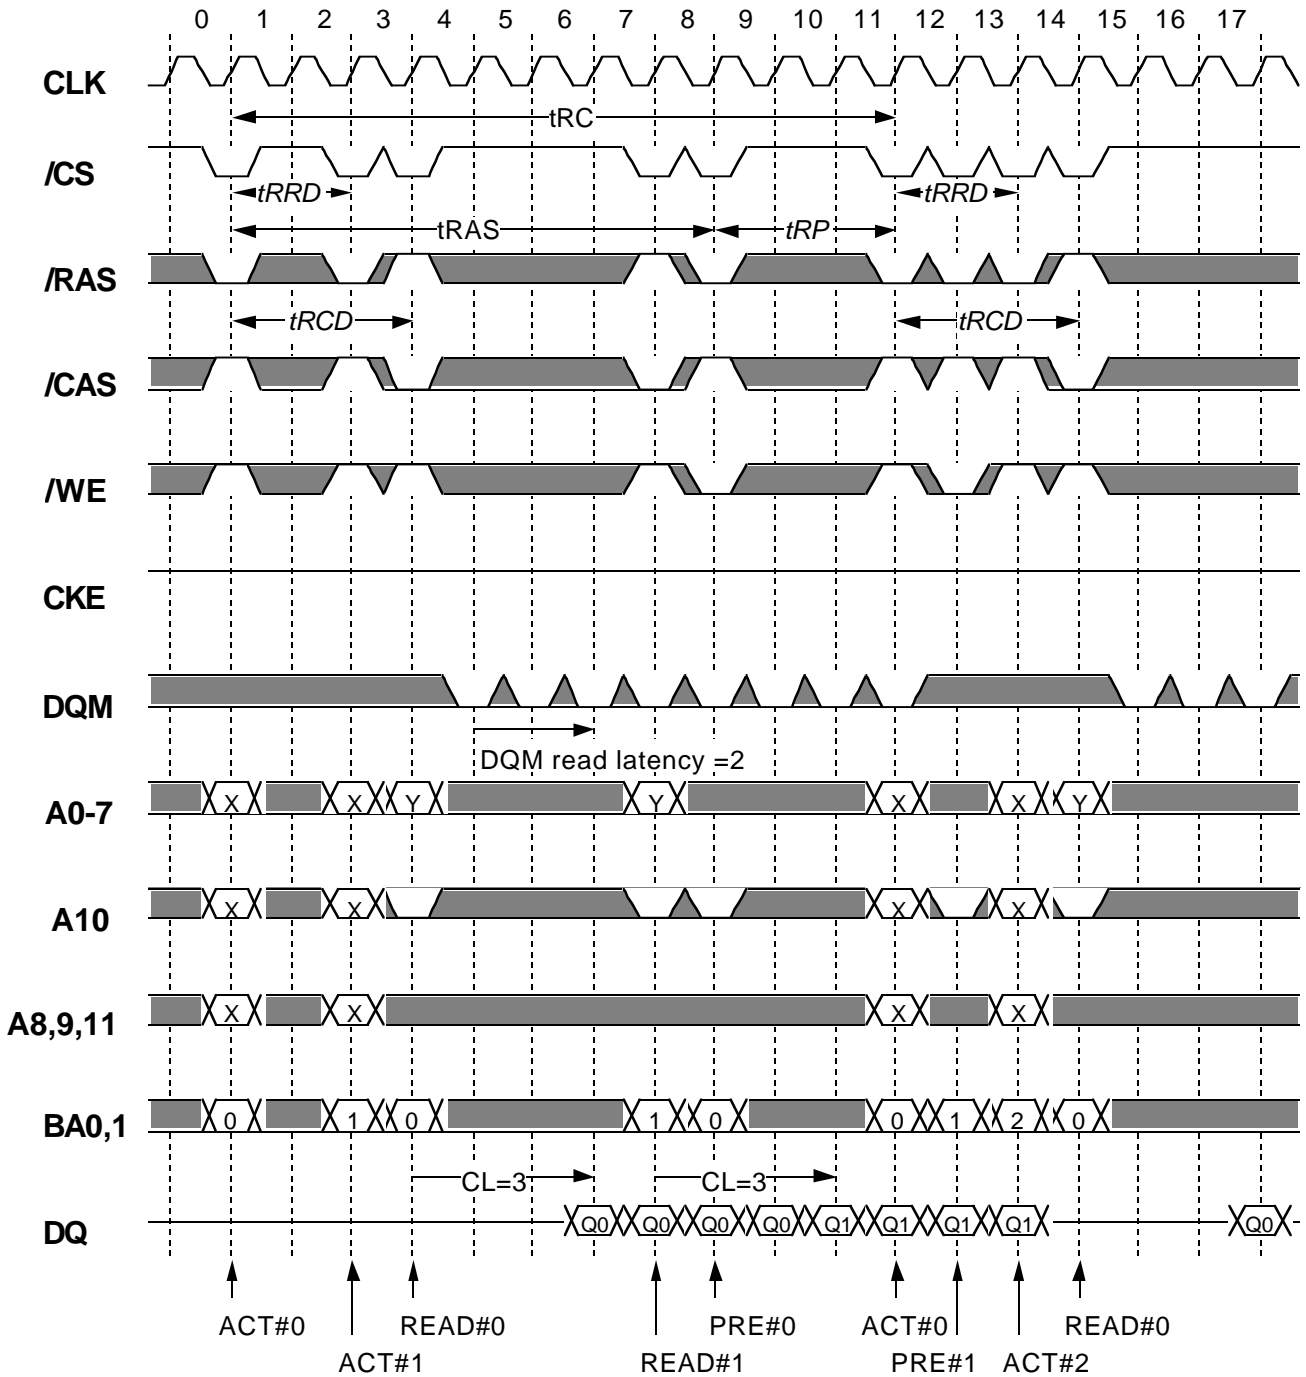 0 1 2 3 4 5 6 7 8 9 10 11 12 13 14 15 16 17
CLK
tRC
/CS
tRRD tRRD
tRAS tRP
/RAS
tRCD tRCD
/CAS
/WE
CKE
DQM
DQM read latency =2
A0-7 X X Y Y X X Y
A10 X X X X
A8,9,11 X X X X
BA0,1 0 1 0 1 0 0 1 2 0
CL=3 CL=3
DQ Q0 Q0 Q0 Q0 Q1 Q1 Q1 Q1 Q0
ACT#0 READ#0 PRE#0 ACT#0 READ#0
ACT#1 READ#1 PRE#1 ACT#2